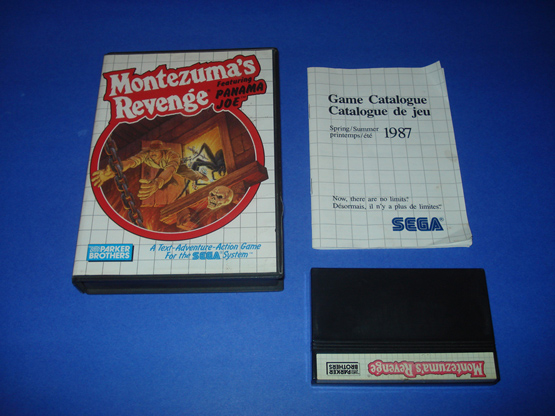 Montezuma's
Revenge
Featuring
PANAMA
JOE
PARKER
BROTHERS
A Text-Adventure-Action Game
For the SEGA System
Game Catalogue
Catalogue de jeu
Spring/Summer
printemps/été
1987
Now, there are no limits!
Désormais, il n'y a plus de limites!
SEGA
PARKER
BROTHERS
Montezuma's Revenge